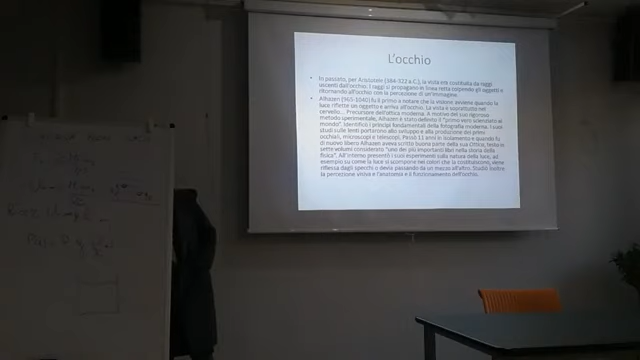 L'occhio
• In passato, per Aristotele (384-322 a.C.), la vista era costituita da raggi
uscenti dall'occhio. I raggi si propagano in linea retta colpendo gli oggetti e
ritornando all'occhio con la percezione di un'immagine.
• Alhazen (965-1040) fu il primo a notare che la visione avviene quando la
luce riflette un oggetto e arriva all'occhio. La vista è soprattutto nel
cervello... Precursore dell'ottica moderna. A motivo del suo rigoroso
metodo sperimentale, Alhazen è stato definito il "primo vero scienziato al
mondo". Identificò i principi fondamentali della fotografia moderna. I suoi
studi sulle lenti portarono allo sviluppo e alla produzione dei primi
occhiali, microscopi e telescopi. Passò 11 anni in isolamento e quando fu
di nuovo libero Alhazen aveva scritto buona parte della sua Ottica, testo in
sette volumi considerato "uno dei più importanti libri nella storia della
fisica". All'interno presentò i suoi esperimenti sulla natura della luce, ad
esempio su come la luce si scompone nei colori che la costituiscono, viene
riflessa dagli specchi o devia passando da un mezzo all'altro. Studiò inoltre
la percezione visiva e l'anatomia e il funzionamento dell'occhio.